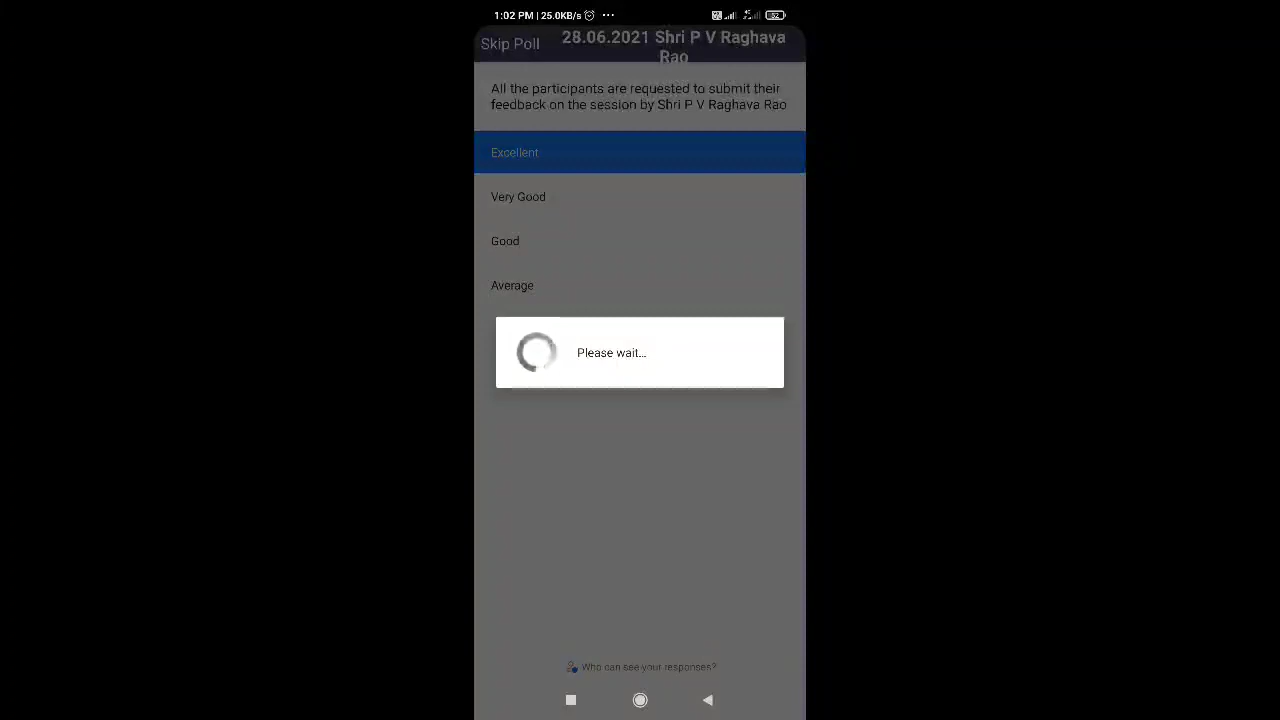 1:02 PM | 25.0KB/s ...
52
Skip Poll
28.06.2021 Shri P V Raghava
Rao
All the participants are requested to submit their
feedback on the session by Shri P V Raghava Rao
Excellent
Very Good
Good
Average
Please wait...
Who can see your responses?